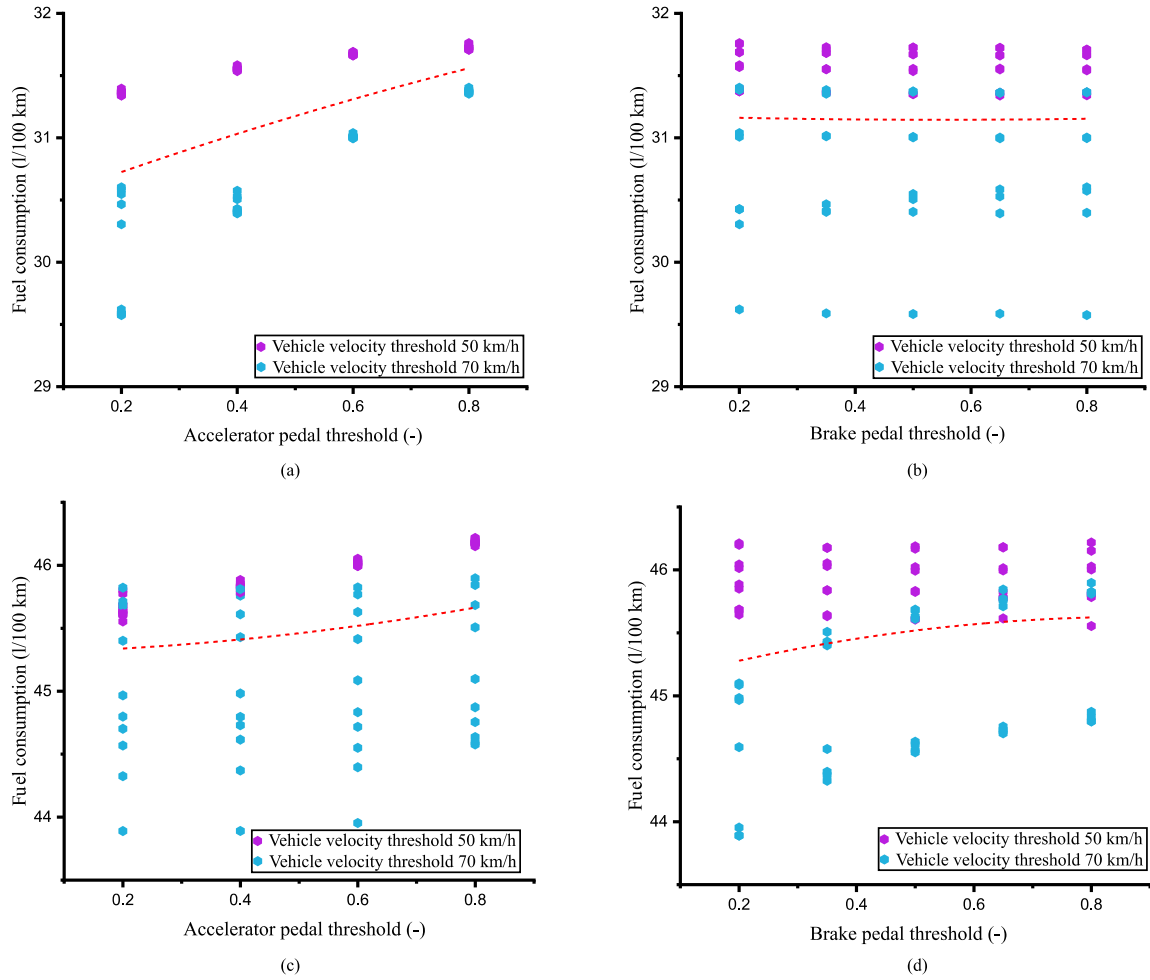 32
31
30
29
Fuel consumption (l/100 km)
Vehicle velocity threshold 50 km/h
Vehicle velocity threshold 70 km/h
0.2 0.4 0.6 0.8
Accelerator pedal threshold (-)
(a)
32
31
30
29
Fuel consumption (l/100 km)
Vehicle velocity threshold 50 km/h
Vehicle velocity threshold 70 km/h
0.2 0.4 0.6 0.8
Brake pedal threshold (-)
(b)
46
45
44
Fuel consumption (l/100 km)
Vehicle velocity threshold 50 km/h
Vehicle velocity threshold 70 km/h
0.2 0.4 0.6 0.8
Accelerator pedal threshold (-)
(c)
46
45
44
Fuel consumption (l/100 km)
Vehicle velocity threshold 50 km/h
Vehicle velocity threshold 70 km/h
0.2 0.4 0.6 0.8
Brake pedal threshold (-)
(d)